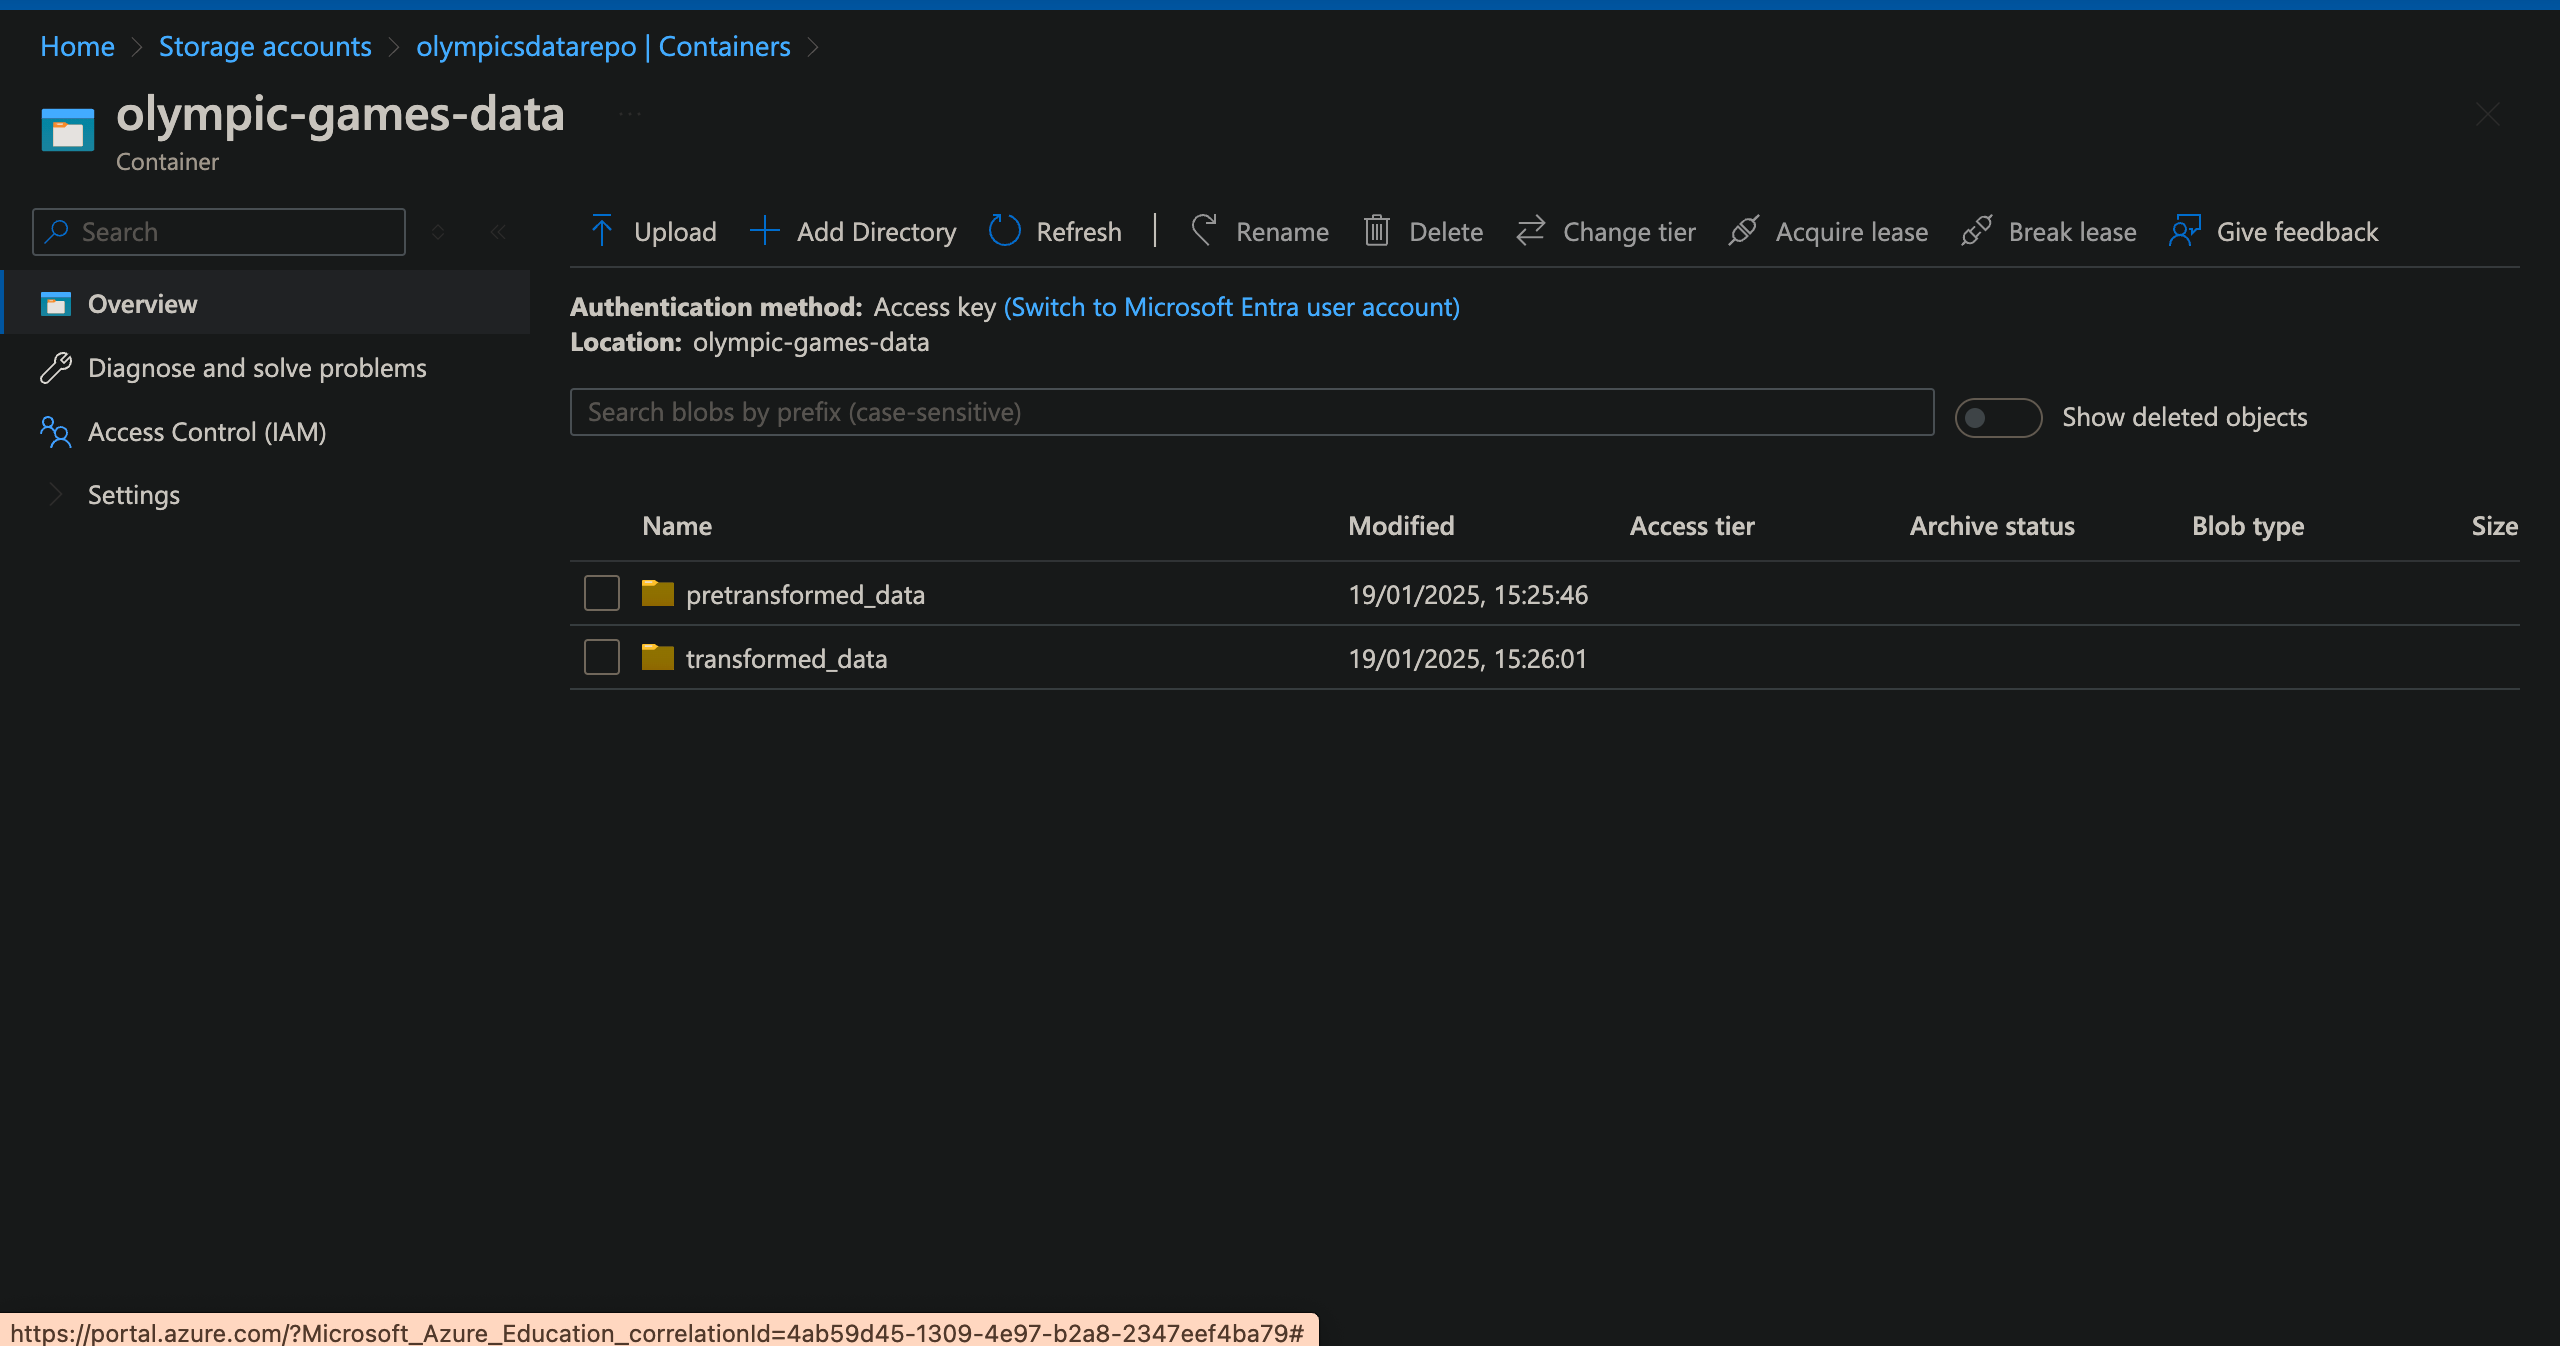 Home > Storage accounts > olympicsdatarepo | Containers >
olympic-games-data ...
Container
Search
Upload Add Directory Refresh | Rename Delete Change tier Acquire lease Break lease Give feedback
Overview
Diagnose and solve problems
Access Control (IAM)
Settings
Authentication method: Access key (Switch to Microsoft Entra user account)
Location: olympic-games-data
Search blobs by prefix (case-sensitive)
Show deleted objects
Name Modified Access tier Archive status Blob type Size
pretransformed_data 19/01/2025, 15:25:46
transformed_data 19/01/2025, 15:26:01
https://portal.azure.com/?Microsoft_Azure_Education_correlationId=4ab59d45-1309-4e97-b2a8-2347eef4ba79#